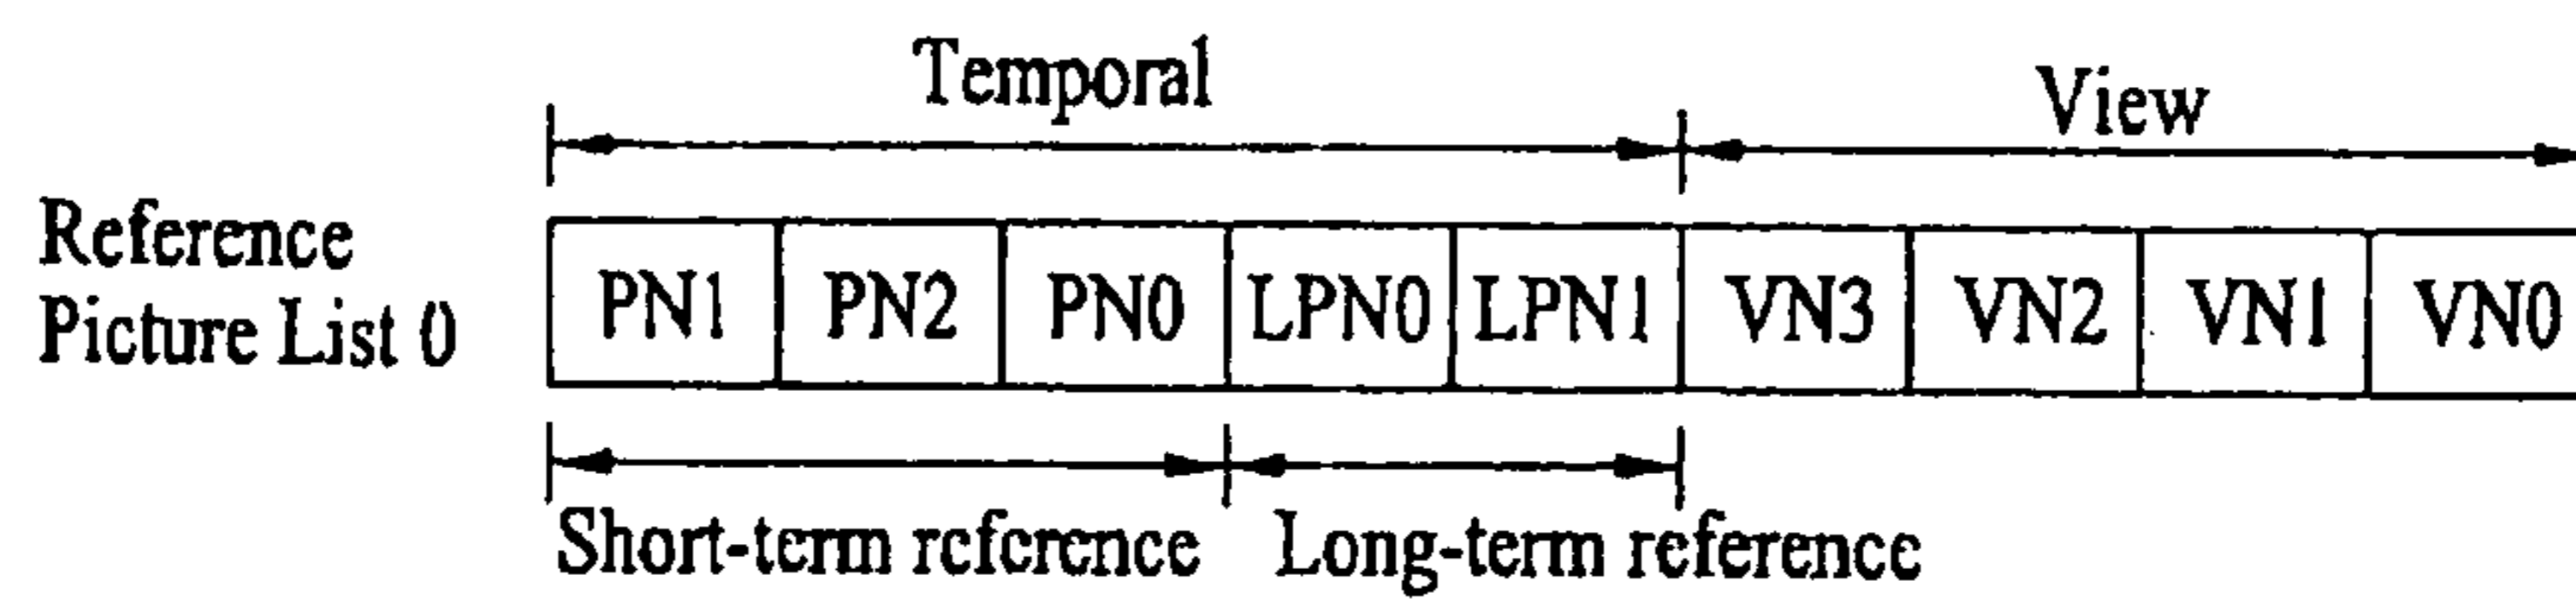 Temporal
View
Reference
Picture List 0
PN1 PN2 PN0 LPN0 LPN1 VN3 VN2 VN1 VN0
Short-term reference Long-term reference